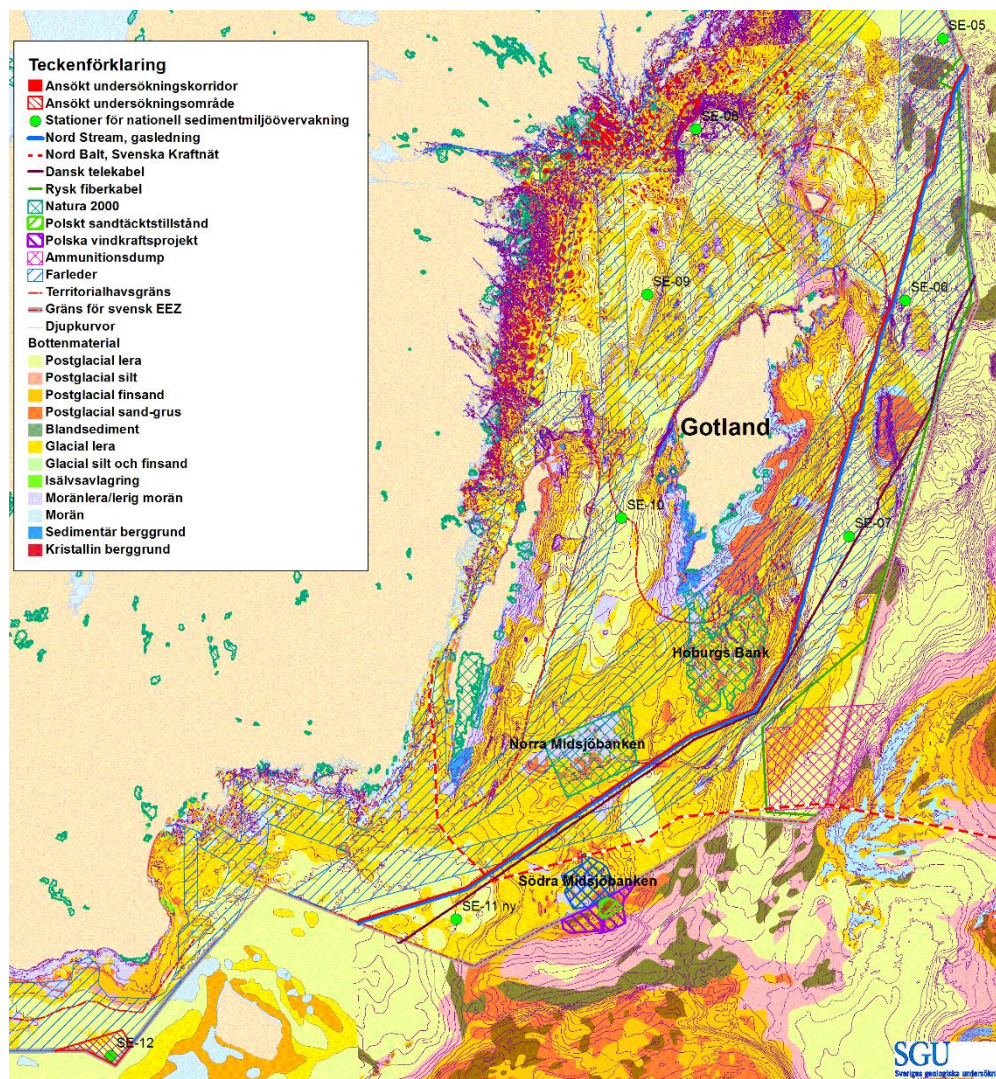 Teckenförklaring
Ansökt undersökningskorridor
Ansökt undersökningsområde
Stationer för nationell sedimentmiljöövervakning
Nord Stream, gasledning
Nord Balt, Svenska Kraftnät
Dansk telekabel
Rysk fiberkabel
Natura 2000
Polskt sandtäcktstillstånd
Polska vindkraftsprojekt
Ammunitionsdump
Farleder
Territorialhavsgräns
Gräns för svensk EEZ
Djupkurvor
Bottenmaterial
Postglacial lera
Postglacial silt
Postglacial finsand
Postglacial sand-grus
Blandsediment
Glacial lera
Glacial silt och finsand
Isälvsavlagring
Moränlera/lerig morän
Morän
Sedimentär berggrund
Kristallin berggrund
SE-05
SE-08
SE-09
SE-06
Gotland
SE-10
SE-07
Hoburgs Bank
Norra Midsjöbanken
Södra Midsjöbanken
SE-11 ny
SE-12
SGU
Sveriges geologiska undersökni